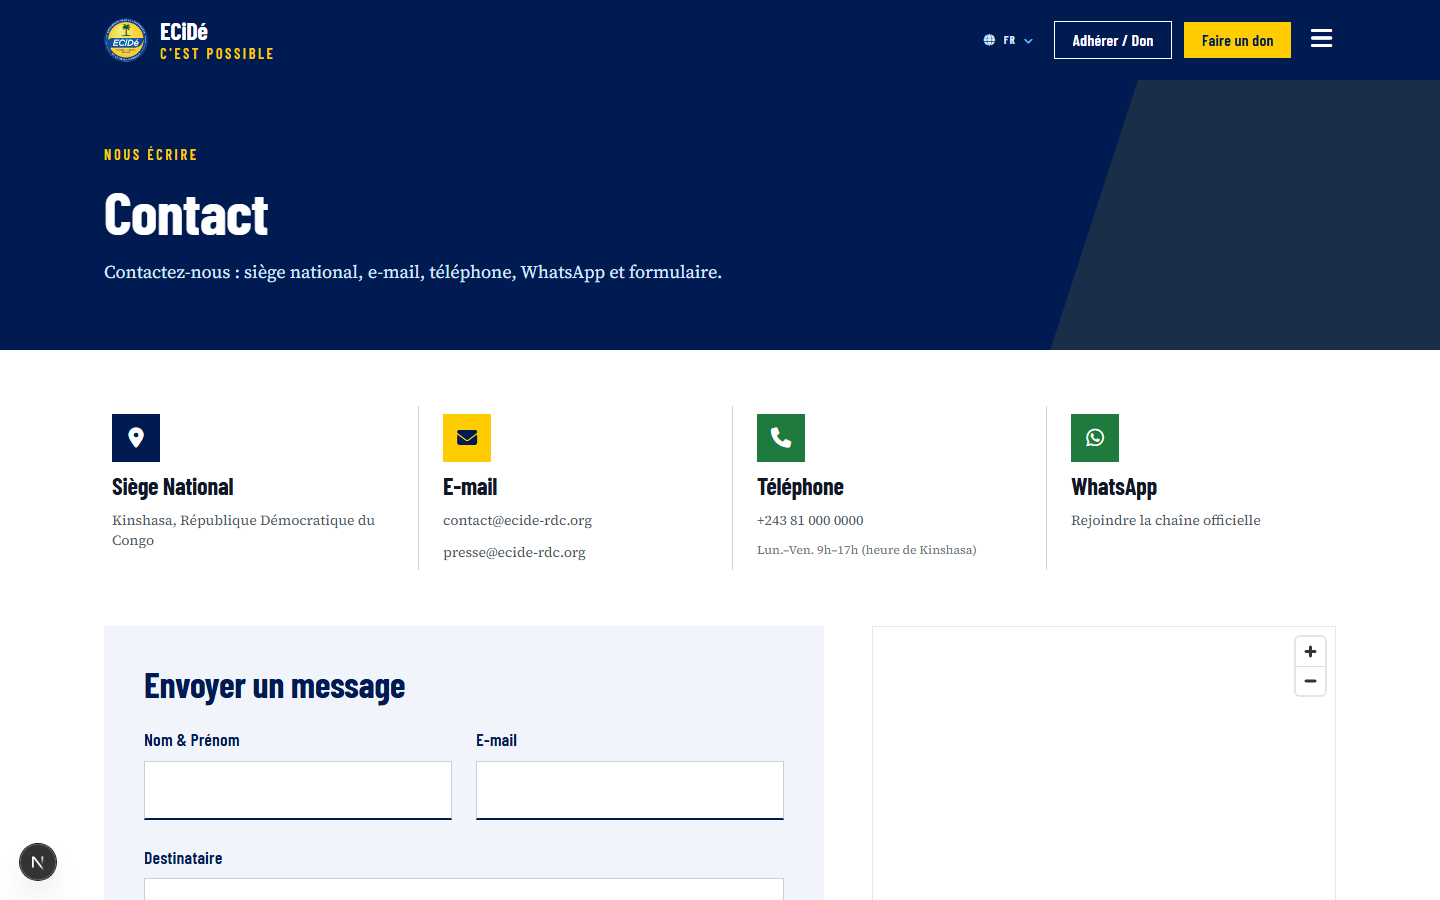 ECiDé
ECiDé
C'EST POSSIBLE
FR
Adhérer / Don
Faire un don
NOUS ÉCRIRE
Contact
Contactez-nous : siège national, e-mail, téléphone, WhatsApp et formulaire.
Siège National
Kinshasa, République Démocratique du
Congo
E-mail
contact@ecide-rdc.org
presse@ecide-rdc.org
Téléphone
+243 81 000 0000
Lun.–Ven. 9h–17h (heure de Kinshasa)
WhatsApp
Rejoindre la chaîne officielle
Envoyer un message
Nom & Prénom
E-mail
Destinataire
N